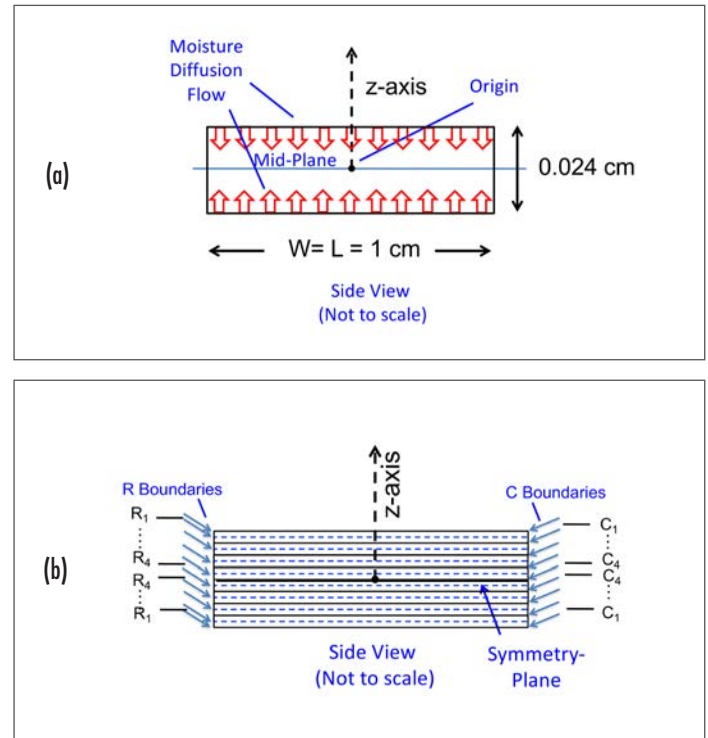 (a)
Moisture
Diffusion
Flow
z-axis
Origin
Mid-Plane
0.024 cm
W= L = 1 cm
Side View
(Not to scale)
(b)
R Boundaries
z-axis
C Boundaries
R1
R4
R4
R1
C1
C4
C4
C1
Side View
(Not to scale)
Symmetry-
Plane